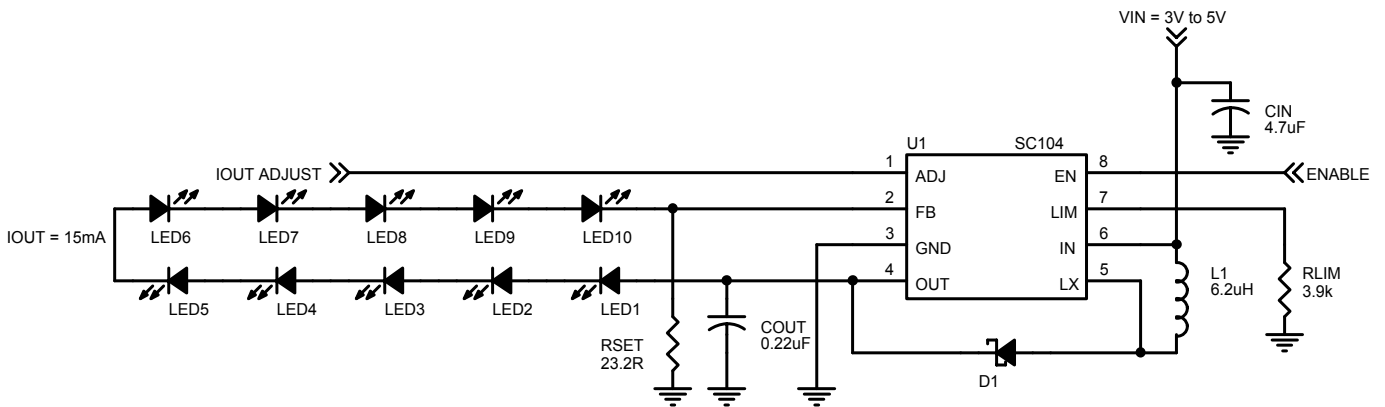 VIN = 3V to 5V
CIN
4.7uF
U1
SC104
IOUT ADJUST
1
ADJ
EN
8
ENABLE
2
FB
LIM
7
3
GND
IN
6
4
OUT
LX
5
LED6
LED7
LED8
LED9
LED10
IOUT = 15mA
LED5
LED4
LED3
LED2
LED1
RSET
23.2R
COUT
0.22uF
D1
L1
6.2uH
RLIM
3.9k